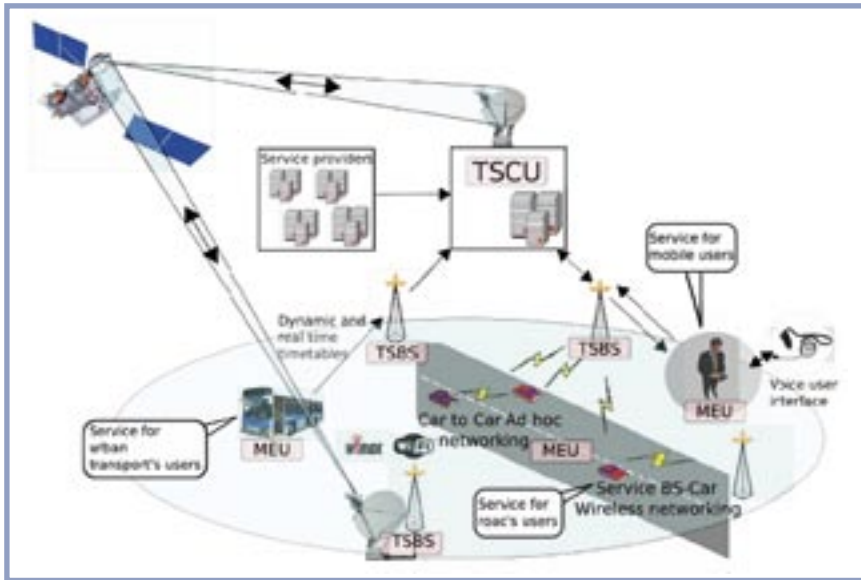 Service providers
TSCU
Service for
mobile users
Dynamic and
real time
timetables
TSBS
TSBS
Voice user
interface
MEU
Service for
urban
transport's users
MEU
Car to Car Ad hoc
networking
MEU
Service for
roac's users
Service BS-Car
Wireless networking
TSBS